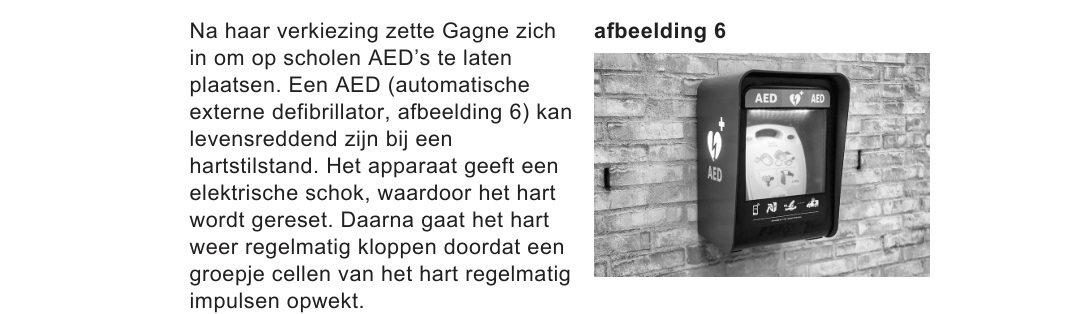 Na haar verkiezing zette Gagne zich
in om op scholen AED’s te laten
plaatsen. Een AED (automatische
externe defibrillator, afbeelding 6) kan
levensreddend zijn bij een
hartstilstand. Het apparaat geeft een
elektrische schok, waardoor het hart
wordt gereset. Daarna gaat het hart
weer regelmatig kloppen doordat een
groepje cellen van het hart regelmatig
impulsen opwekt.
afbeelding 6
AED AED
AED